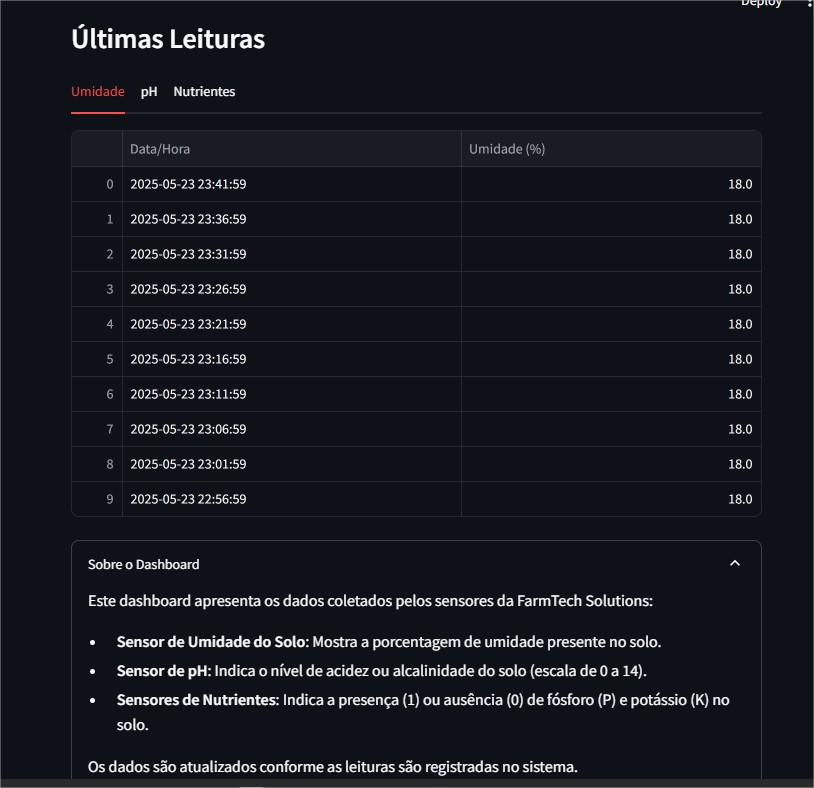 Deploy
Últimas Leituras
Umidade pH Nutrientes
Data/Hora Umidade (%)
0 2025-05-23 23:41:59 18.0
1 2025-05-23 23:36:59 18.0
2 2025-05-23 23:31:59 18.0
3 2025-05-23 23:26:59 18.0
4 2025-05-23 23:21:59 18.0
5 2025-05-23 23:16:59 18.0
6 2025-05-23 23:11:59 18.0
7 2025-05-23 23:06:59 18.0
8 2025-05-23 23:01:59 18.0
9 2025-05-23 22:56:59 18.0
Sobre o Dashboard
Este dashboard apresenta os dados coletados pelos sensores da FarmTech Solutions:
• Sensor de Umidade do Solo: Mostra a porcentagem de umidade presente no solo.
• Sensor de pH: Indica o nível de acidez ou alcalinidade do solo (escala de 0 a 14).
• Sensores de Nutrientes: Indica a presença (1) ou ausência (0) de fósforo (P) e potássio (K) no
solo.
Os dados são atualizados conforme as leituras são registradas no sistema.